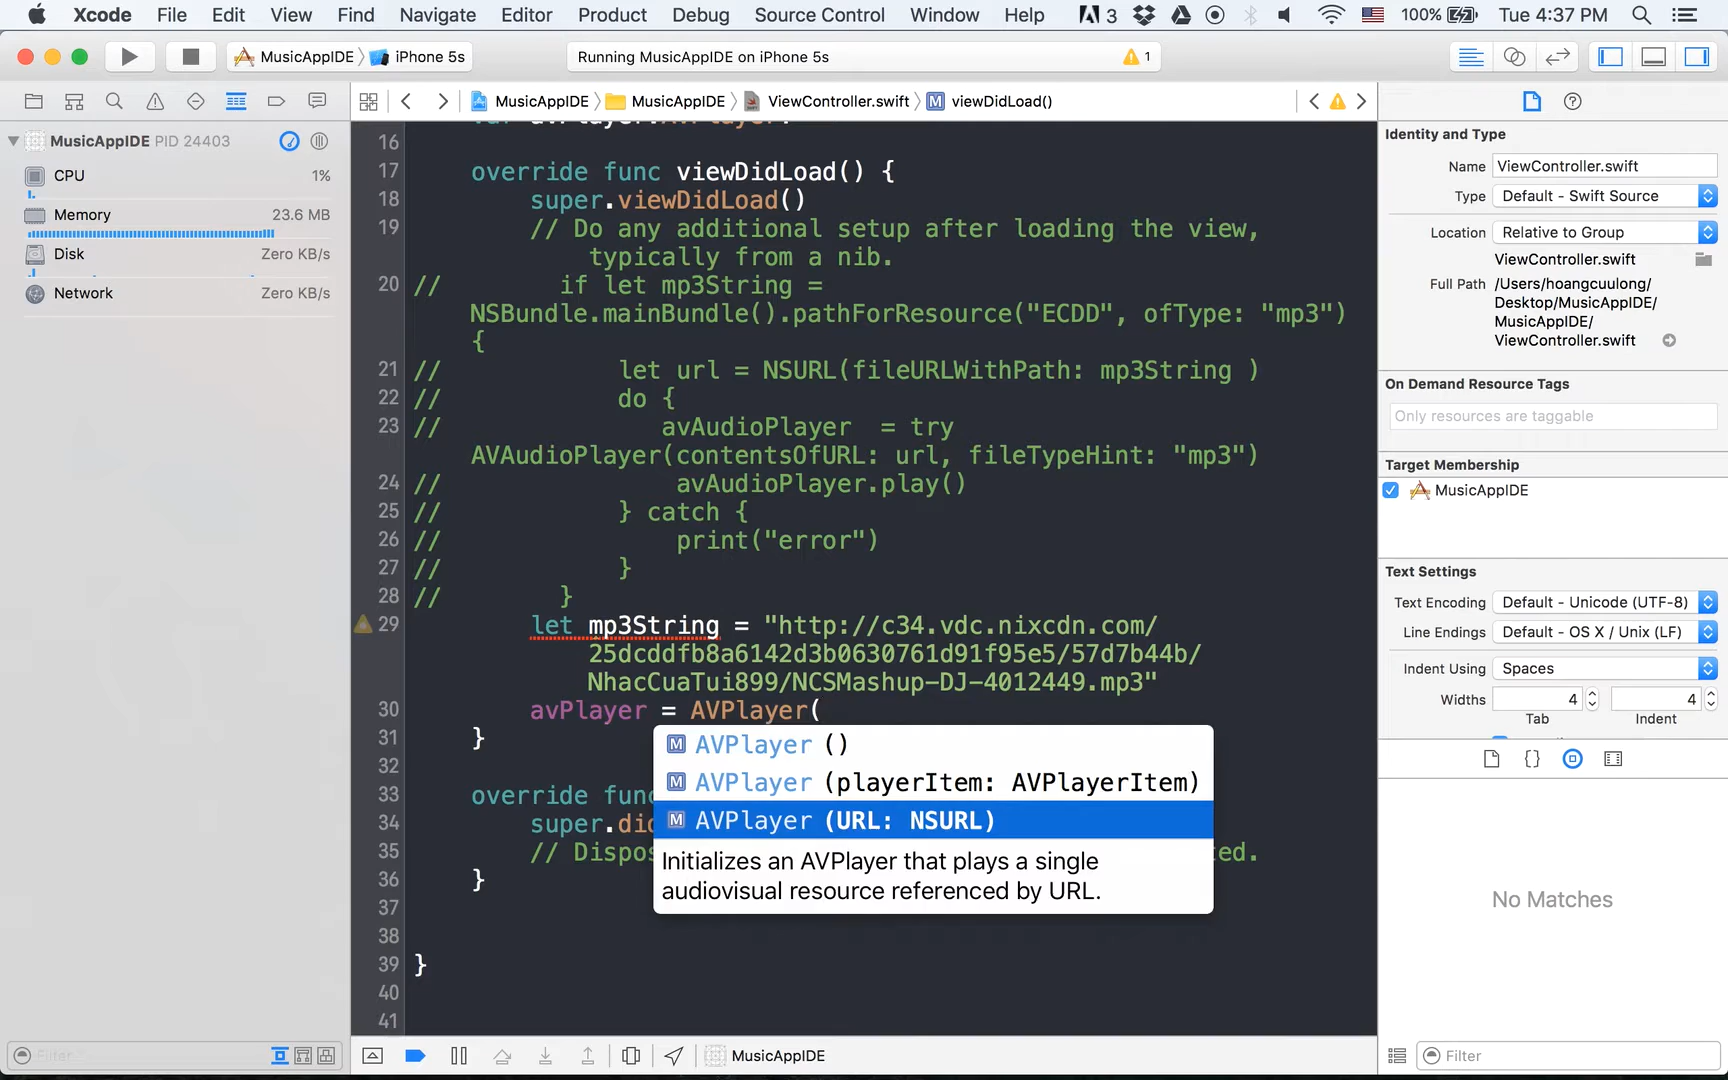 Xcode File Edit View Find Navigate Editor Product Debug Source Control Window Help 3 100% Tue 4:37 PM
MusicAppIDE iPhone 5s Running MusicAppIDE on iPhone 5s 1
MusicAppIDE MusicAppIDE ViewController.swift M viewDidLoad()
MusicAppIDE PID 24403
CPU 1%
Memory 23.6 MB
Disk Zero KB/s
Network Zero KB/s
16
17 override func viewDidLoad() {
18 super.viewDidLoad()
19 // Do any additional setup after loading the view,
typically from a nib.
20 // if let mp3String =
NSBundle.mainBundle().pathForResource("ECDD", ofType: "mp3")
{
21 // let url = NSURL(fileURLWithPath: mp3String )
22 // do {
23 // avAudioPlayer = try
AVAudioPlayer(contentsOfURL: url, fileTypeHint: "mp3")
24 // avAudioPlayer.play()
25 // } catch {
26 // print("error")
27 // }
28 // }
29 let mp3String = "http://c34.vdc.nixcdn.com/
25dcddfb8a6142d3b0630761d91f95e5/57d7b44b/
NhacCuaTui899/NCSMashup-DJ-4012449.mp3"
30 avPlayer = AVPlayer(
31 }
32
33 override func
34 super.did
35 // Dispos ted.
36 }
37
38
39 }
40
41
M AVPlayer ()
M AVPlayer (playerItem: AVPlayerItem)
M AVPlayer (URL: NSURL)
Initializes an AVPlayer that plays a single
audiovisual resource referenced by URL.
Identity and Type
Name ViewController.swift
Type Default - Swift Source
Location Relative to Group
ViewController.swift
Full Path /Users/hoangcuulong/
Desktop/MusicAppIDE/
MusicAppIDE/
ViewController.swift
On Demand Resource Tags
Only resources are taggable
Target Membership
MusicAppIDE
Text Settings
Text Encoding Default - Unicode (UTF-8)
Line Endings Default - OS X / Unix (LF)
Indent Using Spaces
Widths 4 4
Tab Indent
{}
No Matches
Filter
MusicAppIDE
Filter